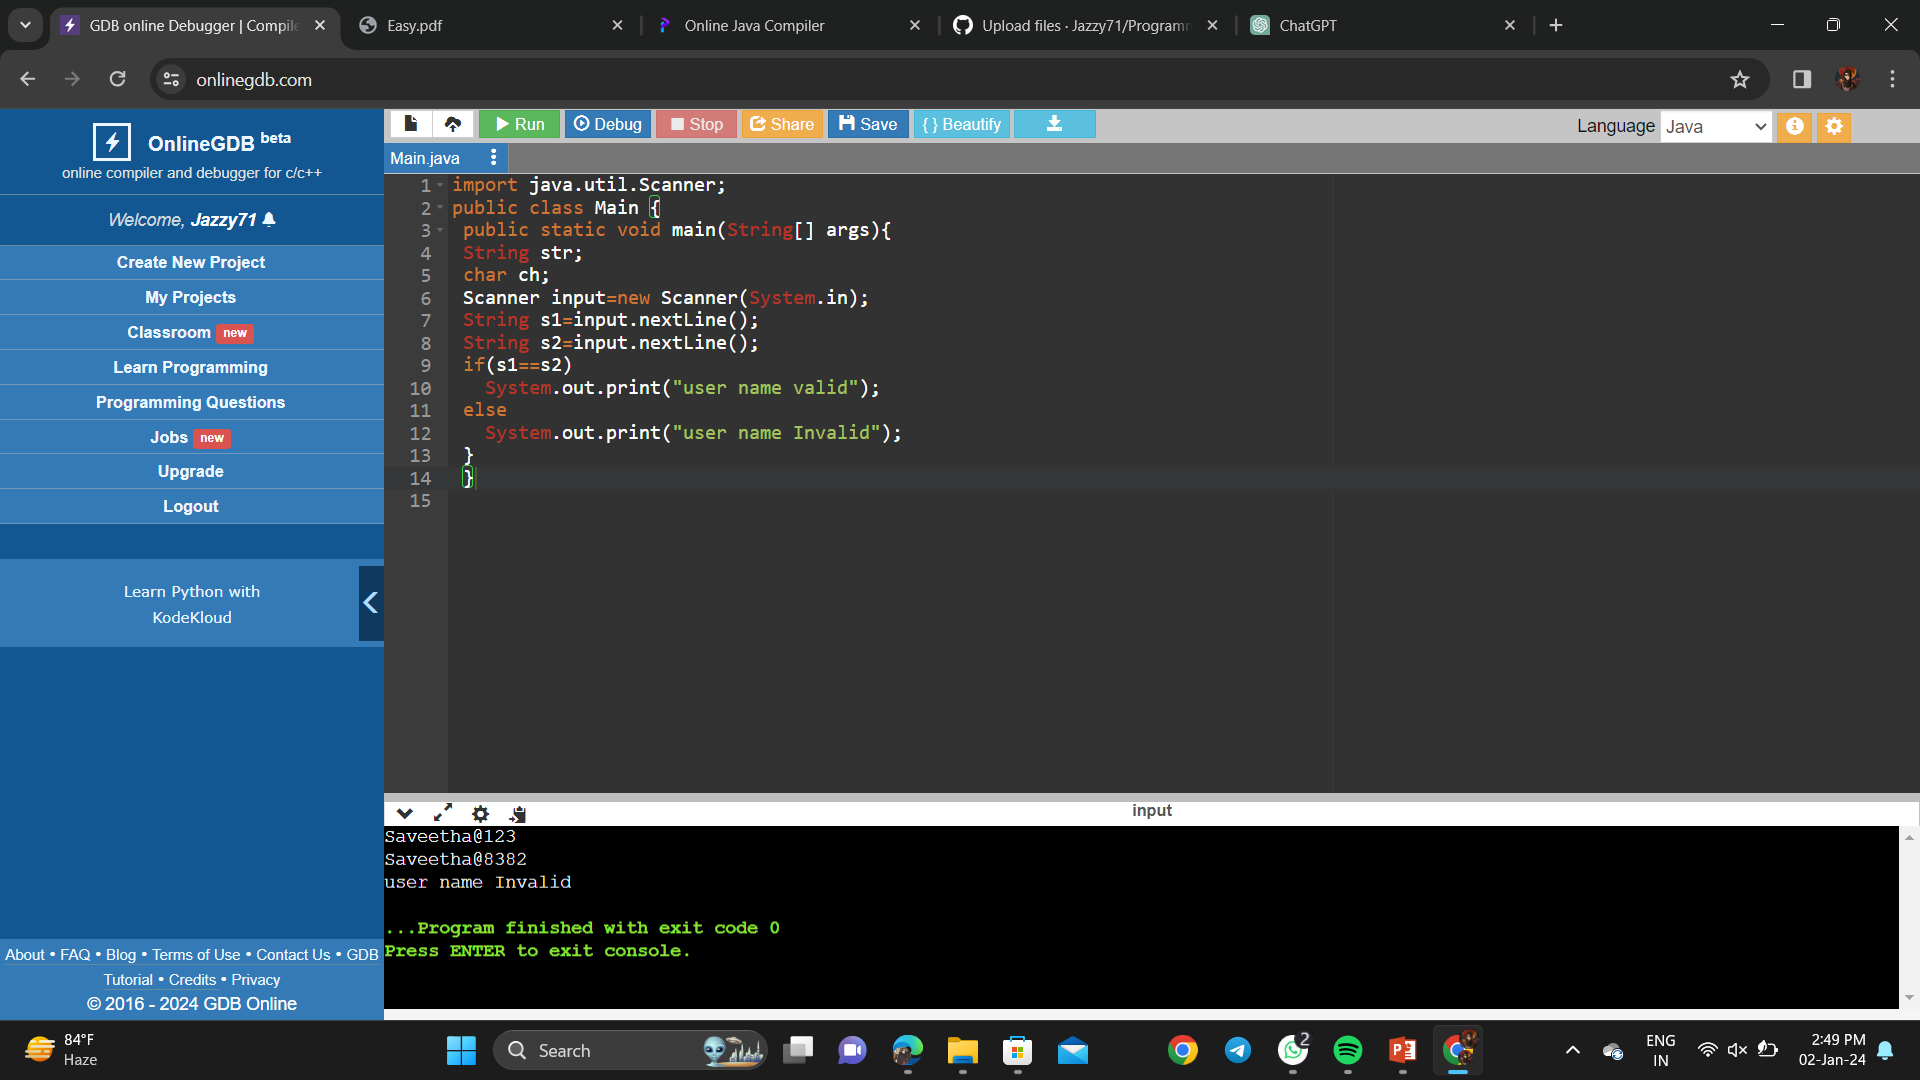 GDB online Debugger | Compile
Easy.pdf
Online Java Compiler
Upload files · Jazzy71/Programm
ChatGPT
onlinegdb.com
OnlineGDB beta
online compiler and debugger for c/c++
Welcome, Jazzy71
Create New Project
My Projects
Classroom new
Learn Programming
Programming Questions
Jobs new
Upgrade
Logout
Learn Python with
KodeKloud
About • FAQ • Blog • Terms of Use • Contact Us • GDB
Tutorial • Credits • Privacy
© 2016 - 2024 GDB Online
Run Debug Stop Share Save { } Beautify
Language Java
Main.java
1 import java.util.Scanner;
2 public class Main {
3 public static void main(String[] args){
4 String str;
5 char ch;
6 Scanner input=new Scanner(System.in);
7 String s1=input.nextLine();
8 String s2=input.nextLine();
9 if(s1==s2)
10 System.out.print("user name valid");
11 else
12 System.out.print("user name Invalid");
13 }
14 }
15
input
Saveetha@123
Saveetha@8382
user name Invalid
...Program finished with exit code 0
Press ENTER to exit console.
84°F
Haze
Search
2
ENG
IN
2:49 PM
02-Jan-24